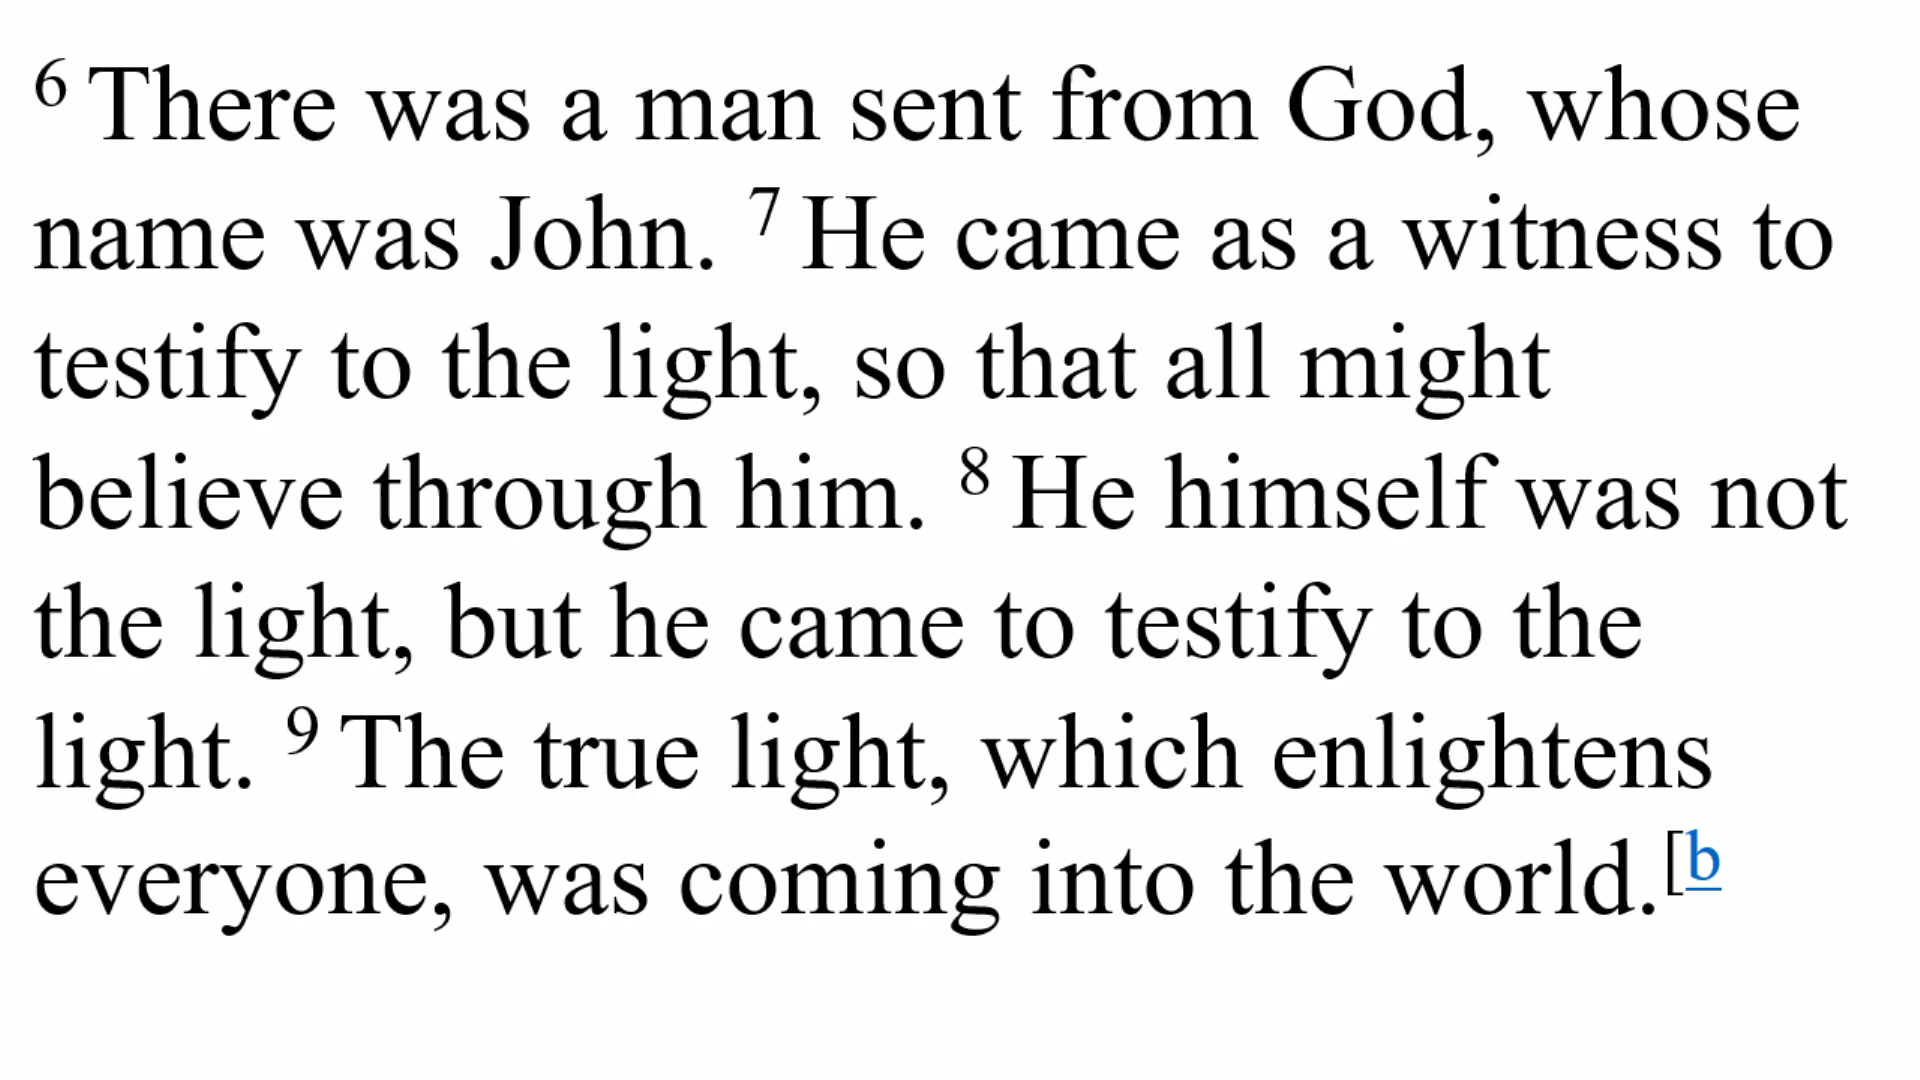 6 There was a man sent from God, whose
name was John. 7 He came as a witness to
testify to the light, so that all might
believe through him. 8 He himself was not
the light, but he came to testify to the
light. 9 The true light, which enlightens
everyone, was coming into the world.[b